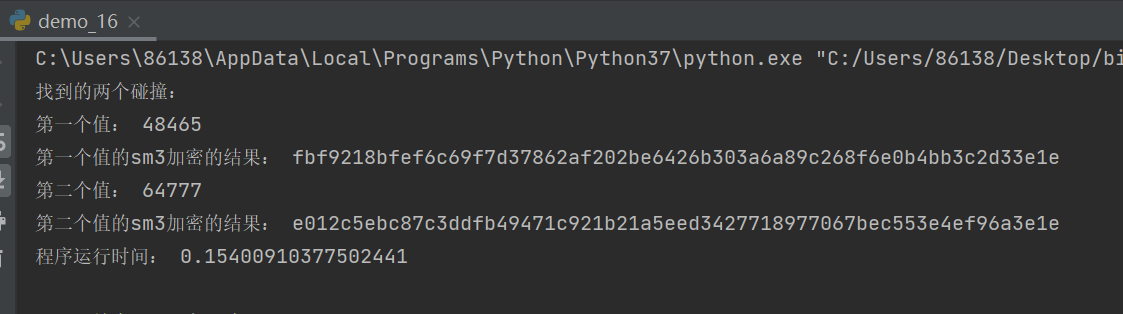 demo_16
C:\Users\86138\AppData\Local\Programs\Python\Python37\python.exe "C:/Users/86138/Desktop/bi
找到的两个碰撞：
第一个值： 48465
第一个值的sm3加密的结果： fbf9218bfef6c69f7d37862af202be6426b303a6a89c268f6e0b4bb3c2d33e1e
第二个值： 64777
第二个值的sm3加密的结果： e012c5ebc87c3ddfb49471c921b21a5eed3427718977067bec553e4ef96a3e1e
程序运行时间： 0.15400910377502441